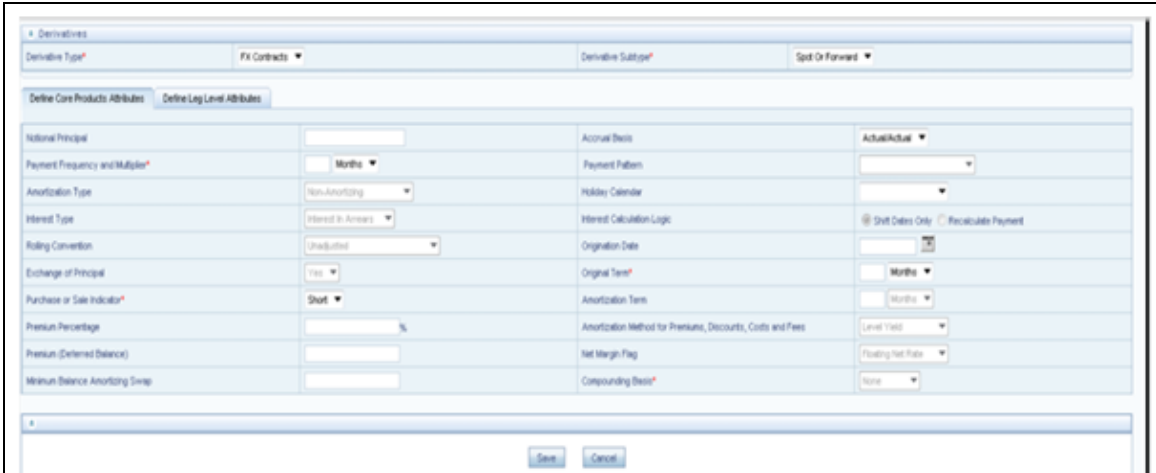 Derivatives
Derivative Type* FX Contracts Derivative Subtype* Spot Or Forward
Define Core Products Attributes Define Leg Level Attributes
Notional Principal Accrual Basis Actual/Actual
Payment Frequency and Multiplier* Months Payment Pattern
Amortization Type Non-Amortizing Holiday Calendar
Interest Type Interest In Arrears Interest Calculation Logic Shift Dates Only Recalculate Payment
Rolling Convention Unadjusted Origination Date
Exchange of Principal Yes Original Term* Months
Purchase or Sale Indicator* Short Amortization Term Months
Premium Percentage % Amortization Method for Premiums, Discounts, Costs and Fees Level Yield
Premium (Deferred Balance) Net Margin Flag Floating Net Rate
Minimum Balance Amortizing Swap Compounding Basis* None
Save Cancel